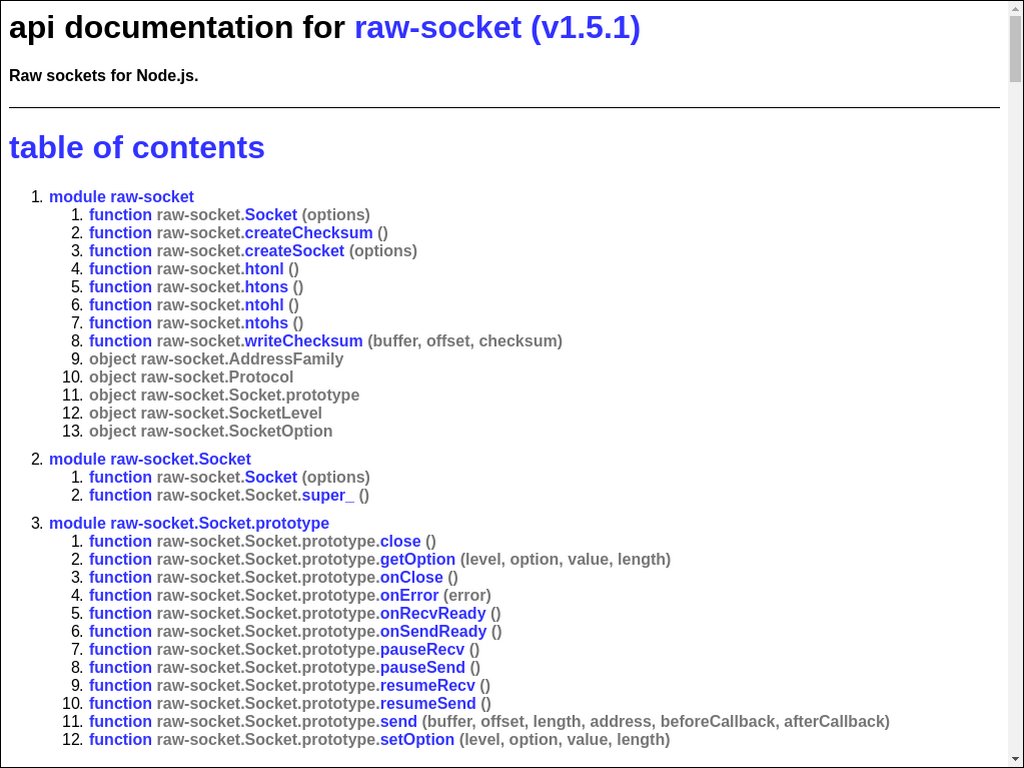 api documentation for raw-socket (v1.5.1)
Raw sockets for Node.js.
table of contents
1. module raw-socket
1. function raw-socket.Socket (options)
2. function raw-socket.createChecksum ()
3. function raw-socket.createSocket (options)
4. function raw-socket.htonl ()
5. function raw-socket.htons ()
6. function raw-socket.ntohl ()
7. function raw-socket.ntohs ()
8. function raw-socket.writeChecksum (buffer, offset, checksum)
9. object raw-socket.AddressFamily
10. object raw-socket.Protocol
11. object raw-socket.Socket.prototype
12. object raw-socket.SocketLevel
13. object raw-socket.SocketOption
2. module raw-socket.Socket
1. function raw-socket.Socket (options)
2. function raw-socket.Socket.super_ ()
3. module raw-socket.Socket.prototype
1. function raw-socket.Socket.prototype.close ()
2. function raw-socket.Socket.prototype.getOption (level, option, value, length)
3. function raw-socket.Socket.prototype.onClose ()
4. function raw-socket.Socket.prototype.onError (error)
5. function raw-socket.Socket.prototype.onRecvReady ()
6. function raw-socket.Socket.prototype.onSendReady ()
7. function raw-socket.Socket.prototype.pauseRecv ()
8. function raw-socket.Socket.prototype.pauseSend ()
9. function raw-socket.Socket.prototype.resumeRecv ()
10. function raw-socket.Socket.prototype.resumeSend ()
11. function raw-socket.Socket.prototype.send (buffer, offset, length, address, beforeCallback, afterCallback)
12. function raw-socket.Socket.prototype.setOption (level, option, value, length)